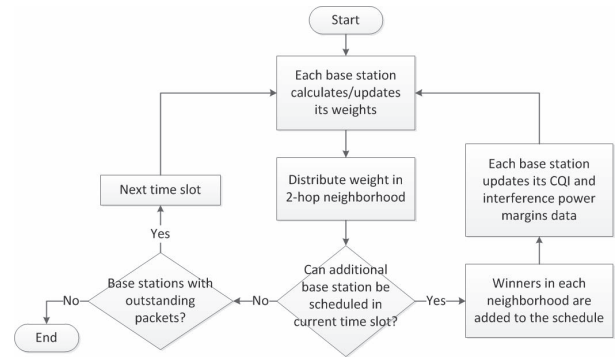 Start
Each base station
calculates/updates
its weights
Distribute weight in
2-hop neighborhood
Can additional
base station be
scheduled in
current time slot?
Yes
Winners in each
neighborhood are
added to the schedule
Each base station
updates its CQI and
interference power
margins data
No
Base stations with
outstanding
packets?
Yes
Next time slot
No
End